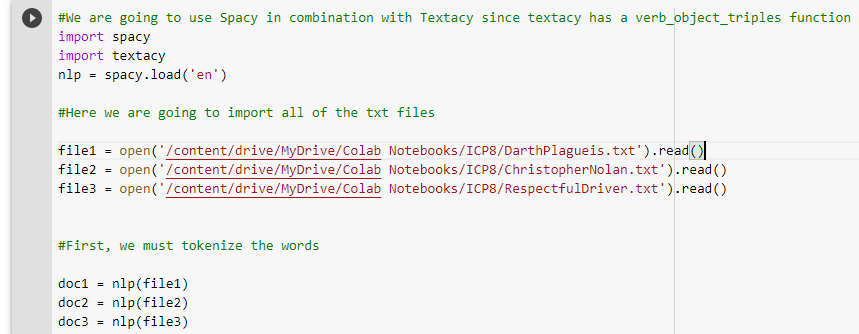 #We are going to use Spacy in combination with Textacy since textacy has a verb_object_triples function
import spacy
import textacy
nlp = spacy.load('en')
#Here we are going to import all of the txt files
file1 = open('/content/drive/MyDrive/Colab Notebooks/ICP8/DarthPlagueis.txt').read()
file2 = open('/content/drive/MyDrive/Colab Notebooks/ICP8/ChristopherNolan.txt').read()
file3 = open('/content/drive/MyDrive/Colab Notebooks/ICP8/RespectfulDriver.txt').read()
#First, we must tokenize the words
doc1 = nlp(file1)
doc2 = nlp(file2)
doc3 = nlp(file3)